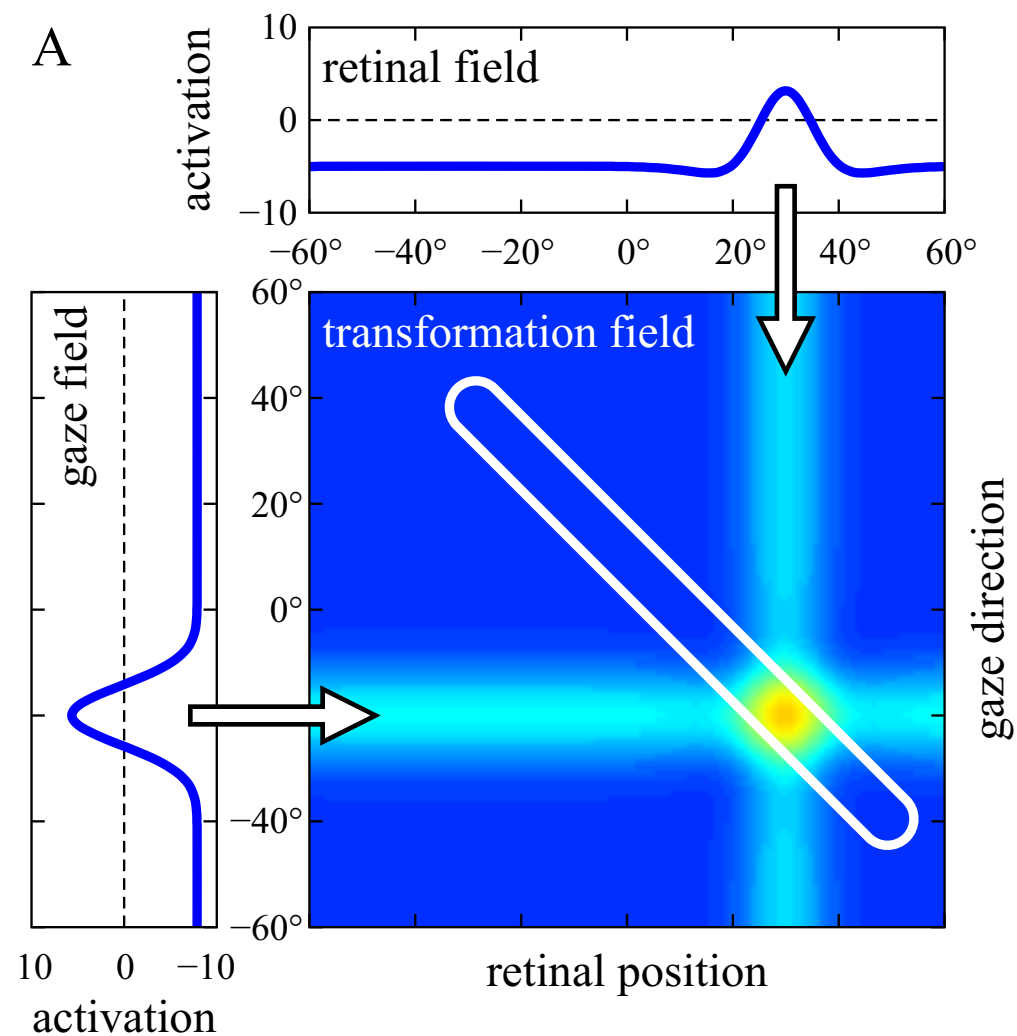 A
activation
retinal field
10
0
−10
−60° −40° −20° 0° 20° 40° 60°
gaze field
10 0 −10
activation
transformation field
60°
40°
20°
0°
−20°
−40°
−60°
retinal position
gaze direction